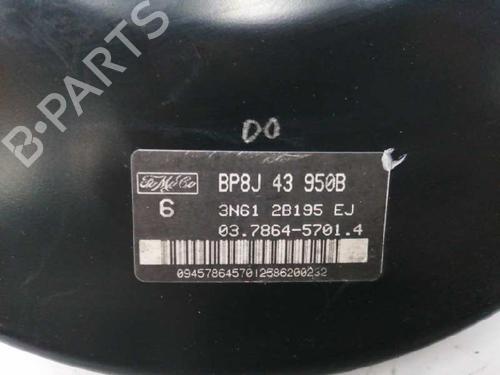 B-PARTS
DO
FoMoCo
BP8J 43 950B
6
3N61 2B195 EJ
03.7864-5701.4
0945786457012586200232